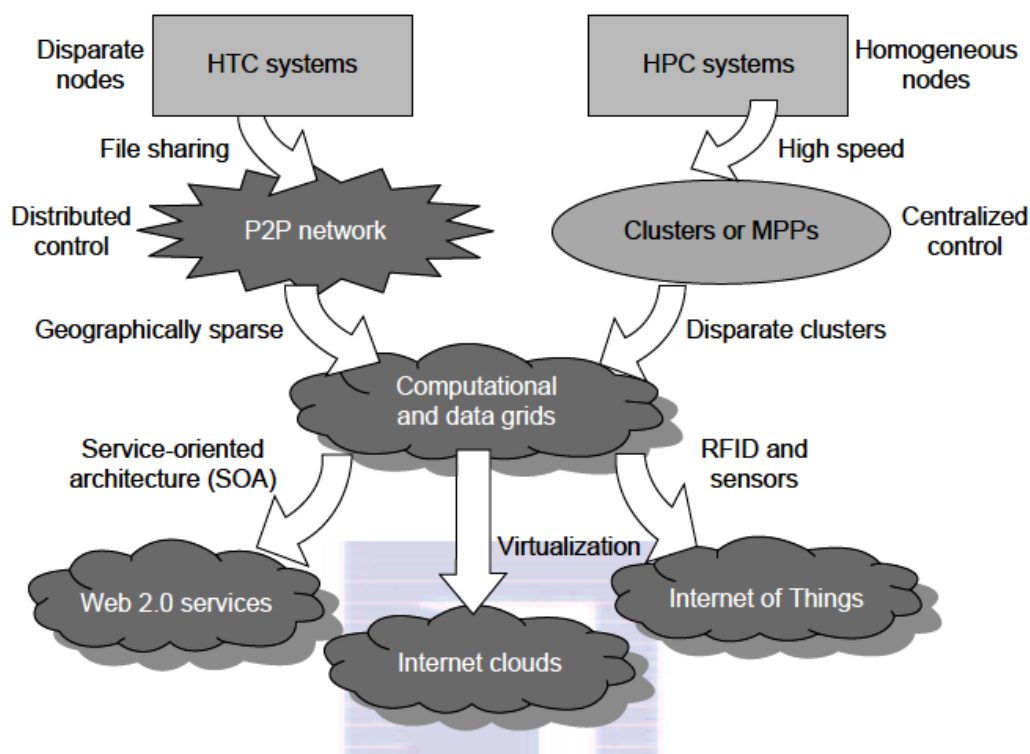 Disparate
nodes
HTC systems
HPC systems
Homogeneous
nodes
File sharing
High speed
Distributed
control
P2P network
Clusters or MPPs
Centralized
control
Geographically sparse
Disparate clusters
Computational
and data grids
Service-oriented
architecture (SOA)
RFID and
sensors
Virtualization
Web 2.0 services
Internet of Things
Internet clouds